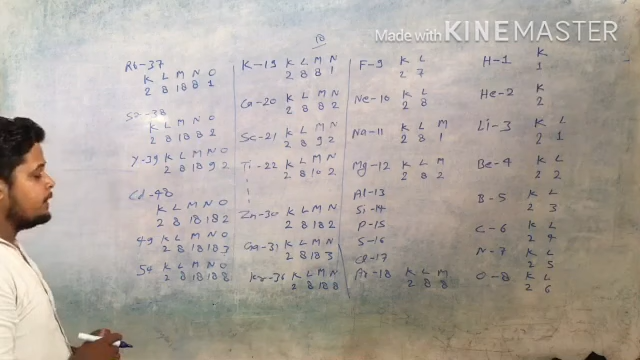 Made with KINEMASTER
18
Rb-37
K L M N O
2 8 18 8 1
Sr-38
K L M N O
2 8 18 8 2
Y-39 K L M N O
2 8 18 9 2
Cd-48
K L M N O
2 8 18 18 2
49 K L M N O
2 8 18 18 3
54 K L M N O
2 8 18 18 8
K-19 K L M N
2 8 8 1
Ca-20 K L M N
2 8 8 2
Sc-21 K L M N
2 8 9 2
Ti-22 K L M N
2 8 10 2
Zn-30 K L M N
2 8 18 2
Ga-31 K L M N
2 8 18 3
Kr-36 K L M N
2 8 18 8
F-9 K L
2 7
Ne-10 K L
2 8
Na-11 K L M
2 8 1
Mg-12 K L M
2 8 2
Al-13
Si-14
P-15
S-16
Cl-17
Ar-18 K L M
2 8 8
H-1 K
1
He-2 K
2
Li-3 K L
2 1
Be-4 K L
2 2
B-5 K L
2 3
C-6 K L
2 4
N-7 K L
2 5
O-8 K L
2 6